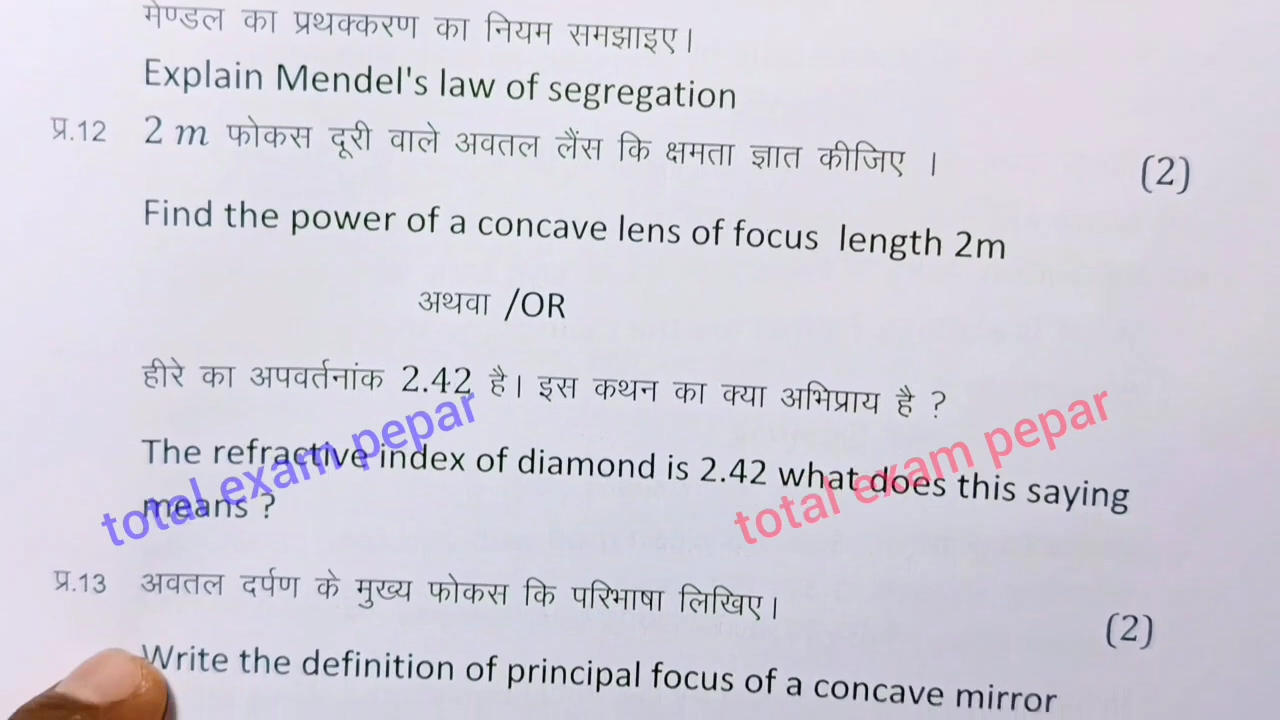 मेण्डल का प्रथक्करण का नियम समझाइए।
Explain Mendel's law of segregation
प्र.12 2 m फोकस दूरी वाले अवतल लैंस कि क्षमता ज्ञात कीजिए । (2)
Find the power of a concave lens of focus length 2m
अथवा /OR
हीरे का अपवर्तनांक 2.42 है। इस कथन का क्या अभिप्राय है ?
The refractive index of diamond is 2.42 what does this saying
means ?
total exam pepar
total exam pepar
प्र.13 अवतल दर्पण के मुख्य फोकस कि परिभाषा लिखिए। (2)
Write the definition of principal focus of a concave mirror